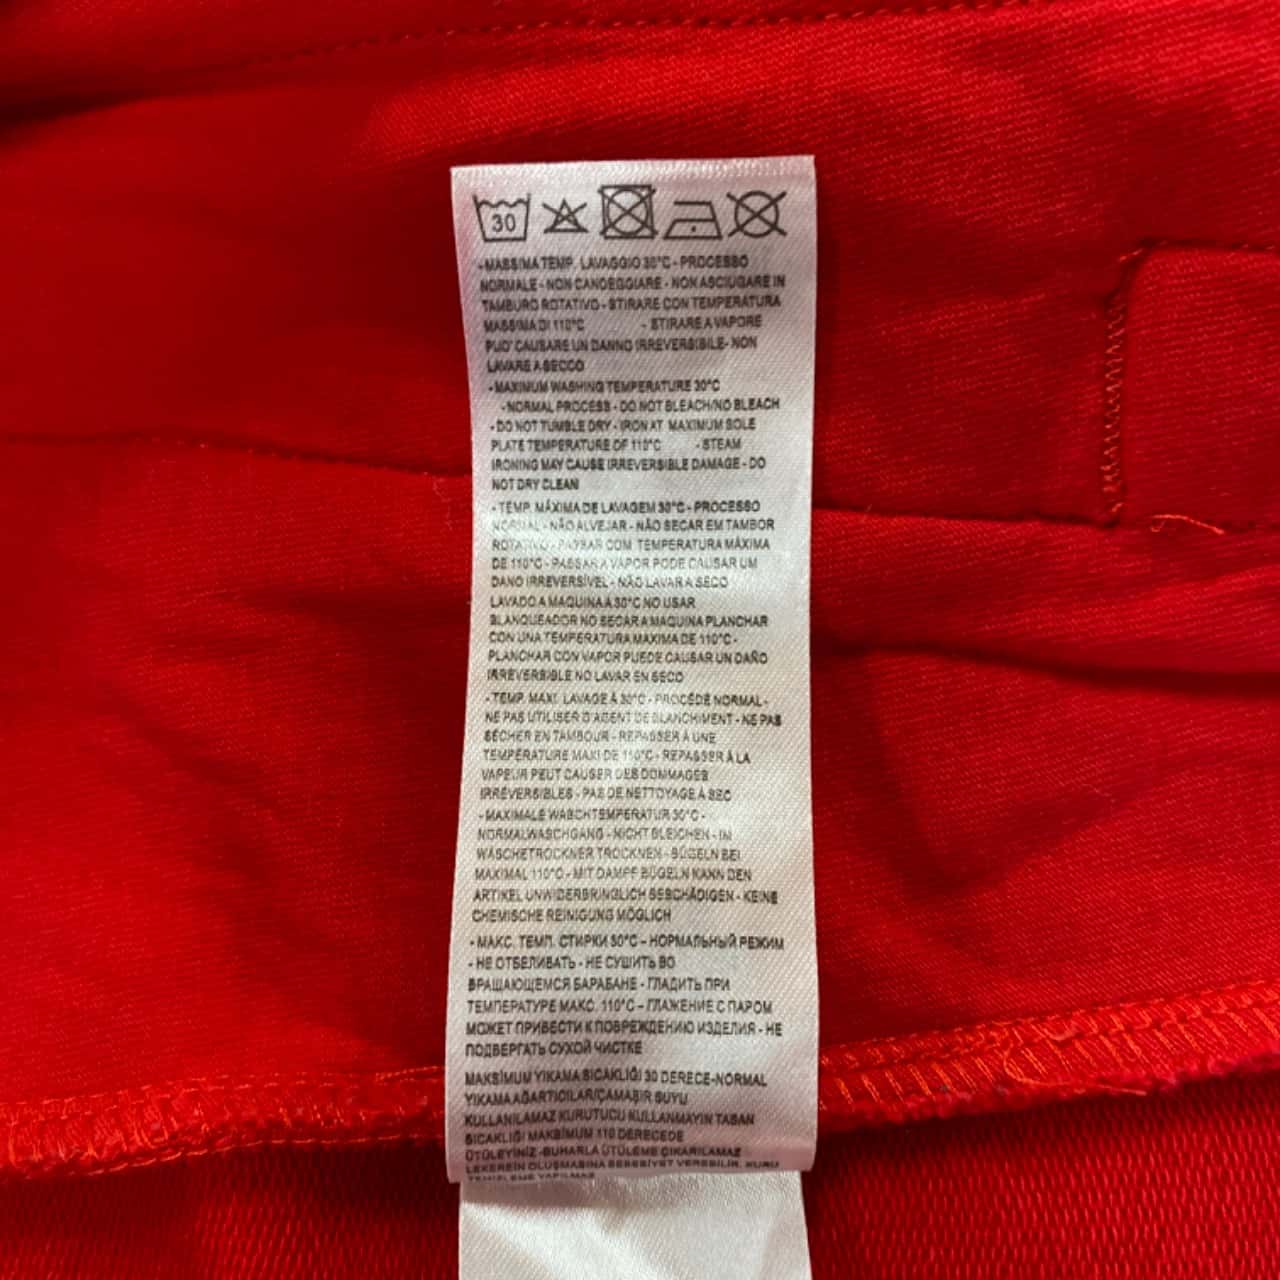 30
- MASSIMA TEMP. LAVAGGIO 30°C - PROCESSO
NORMALE - NON CANDEGGIARE - NON ASCIUGARE IN
TAMBURO ROTATIVO - STIRARE CON TEMPERATURA
MASSIMA DI 110°C - STIRARE A VAPORE
PUO' CAUSARE UN DANNO IRREVERSIBILE- NON
LAVARE A SECCO
- MAXIMUM WASHING TEMPERATURE 30°C
- NORMAL PROCESS - DO NOT BLEACH/NO BLEACH
- DO NOT TUMBLE DRY - IRON AT MAXIMUM SOLE
PLATE TEMPERATURE OF 110°C - STEAM
IRONING MAY CAUSE IRREVERSIBLE DAMAGE - DO
NOT DRY CLEAN
- TEMP. MÁXIMA DE LAVAGEM 30°C - PROCESSO
NORMAL - NÃO ALVEJAR - NÃO SECAR EM TAMBOR
ROTATIVO - PASSAR COM TEMPERATURA MÁXIMA
DE 110°C - PASSAR A VAPOR PODE CAUSAR UM
DANO IRREVERSÍVEL - NÃO LAVAR A SECO
LAVADO A MAQUINA A 30°C NO USAR
BLANQUEADOR NO SECAR A MAQUINA PLANCHAR
CON UNA TEMPERATURA MAXIMA DE 110°C -
PLANCHAR CON VAPOR PUEDE CAUSAR UN DAÑO
IRREVERSIBLE NO LAVAR EN SECO
- TEMP. MAXI. LAVAGE À 30°C - PROCÉDÉ NORMAL -
NE PAS UTILISER D'AGENT DE BLANCHIMENT - NE PAS
SÉCHER EN TAMBOUR - REPASSER À UNE
TEMPÉRATURE MAXI DE 110°C - REPASSER À LA
VAPEUR PEUT CAUSER DES DOMMAGES
IRRÉVERSIBLES - PAS DE NETTOYAGE À SEC
- MAXIMALE WASCHTEMPERATUR 30°C -
NORMALWASCHGANG - NICHT BLEICHEN - IM
WÄSCHETROCKNER TROCKNEN - BÜGELN BEI
MAXIMAL 110°C - MIT DAMPF BÜGELN KANN DEN
ARTIKEL UNWIDERBRINGLICH BESCHÄDIGEN - KEINE
CHEMISCHE REINIGUNG MÖGLICH
- МАКС. ТЕМП. СТИРКИ 30°C – НОРМАЛЬНЫЙ РЕЖИМ
- НЕ ОТБЕЛИВАТЬ - НЕ СУШИТЬ ВО
ВРАЩАЮЩЕМСЯ БАРАБАНЕ - ГЛАДИТЬ ПРИ
ТЕМПЕРАТУРЕ МАКС. 110°C – ГЛАЖЕНИЕ С ПАРОМ
МОЖЕТ ПРИВЕСТИ К ПОВРЕЖДЕНИЮ ИЗДЕЛИЯ - НЕ
ПОДВЕРГАТЬ СУХОЙ ЧИСТКЕ
MAKSİMUM YIKAMA SICAKLIĞI 30 DERECE-NORMAL
YIKAMA AĞARTICILAR/ÇAMAŞIR SUYU
KULLANILAMAZ KURUTUCU KULLANMAYIN TABAN
SICAKLIĞI MAKSİMUM 110 DERECEDE
ÜTÜLEYİNİZ -BUHARLA ÜTÜLEME ÇIKARILAMAZ
LEKEREIN OLUŞMASINA SEBEBİYET VEREBİLİR. KURU
TEMİZLEME YAPILMAZ